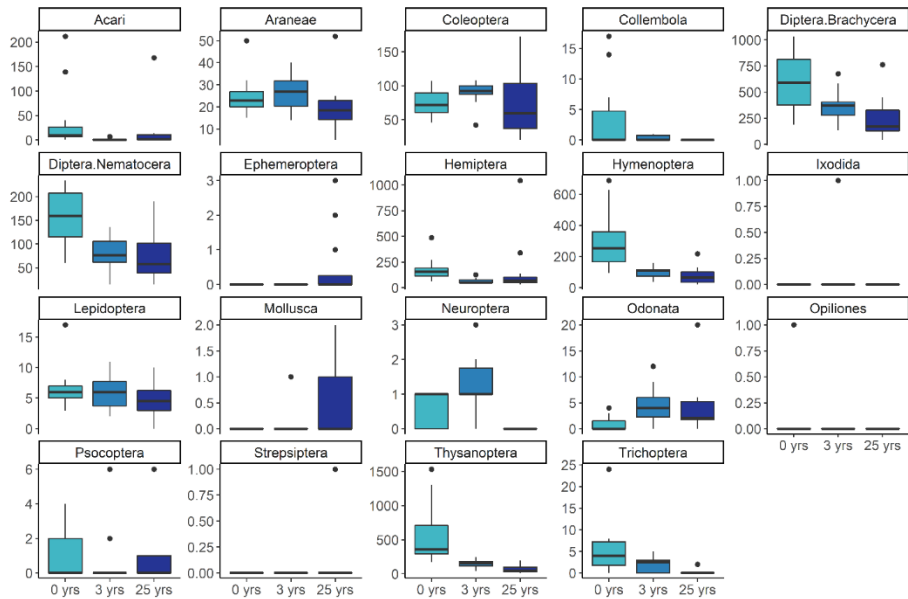 Acari Araneae Coleoptera Collembola Diptera.Brachycera
200 150 100 50 0
50 40 30 20 10
150 100 50
15 10 5 0
1000 750 500 250 0
Diptera.Nematocera Ephemeroptera Hemiptera Hymenoptera Ixodida
200 150 100 50
3 2 1 0
1000 750 500 250 0
600 400 200 0
1.00 0.75 0.50 0.25 0.00
Lepidoptera Mollusca Neuroptera Odonata Opiliones
15 10 5 0
2.0 1.5 1.0 0.5 0.0
3 2 1 0
20 15 10 5 0
1.00 0.75 0.50 0.25 0.00
0 yrs 3 yrs 25 yrs
Psocoptera Strepsiptera Thysanoptera Trichoptera
6 4 2 0
1.00 0.75 0.50 0.25 0.00
1500 1000 500 0
25 20 15 10 5 0
0 yrs 3 yrs 25 yrs 0 yrs 3 yrs 25 yrs 0 yrs 3 yrs 25 yrs 0 yrs 3 yrs 25 yrs